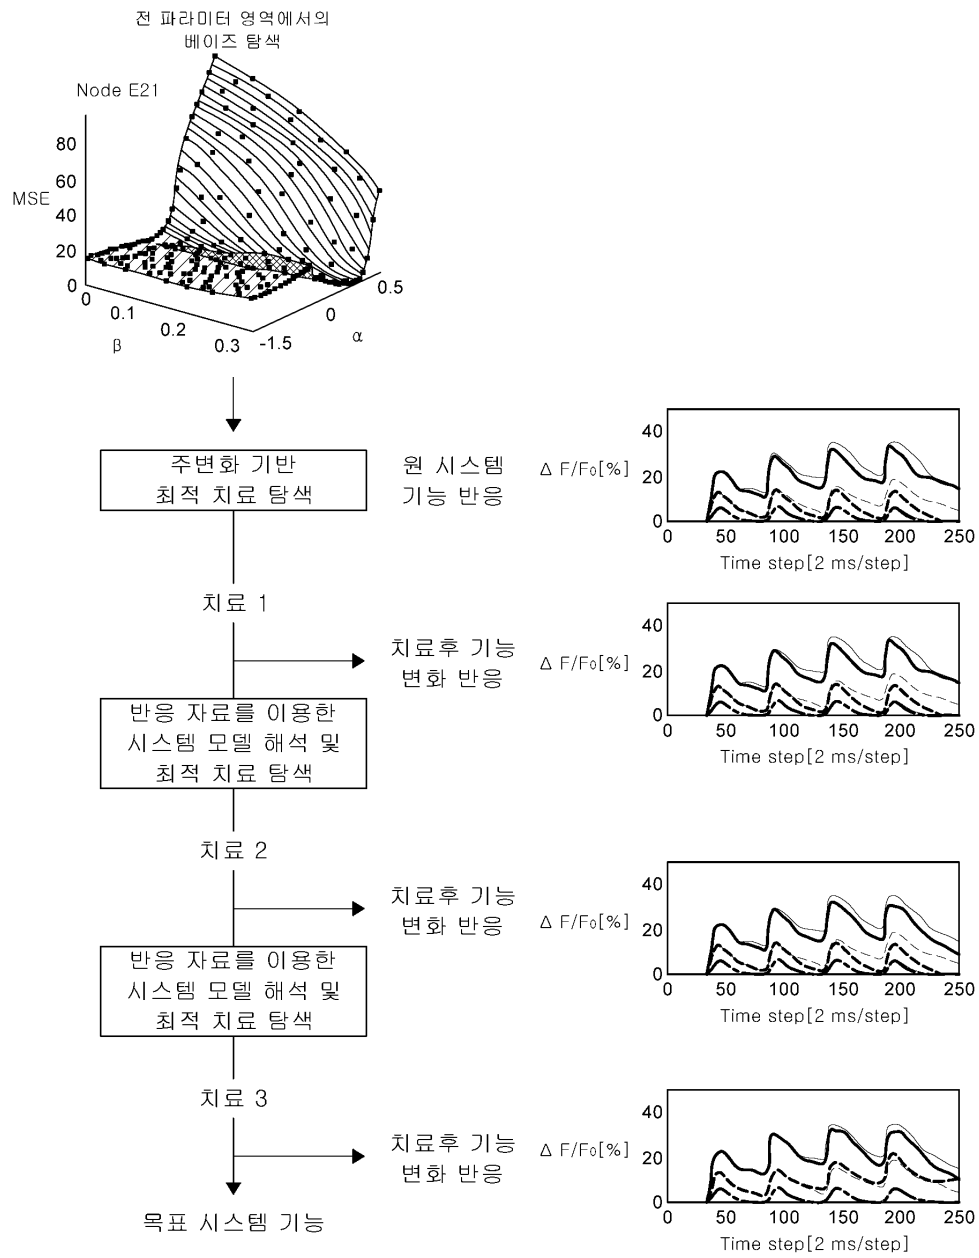 전 파라미터 영역에서의
베이즈 탐색
Node E21
MSE
80
60
40
20
0
0
0.1
0.2
0.3
β
-1.5
0
0.5
α
주변화 기반
최적 치료 탐색
원 시스템
기능 반응
Δ F/F₀[%]
40
20
0
0 50 100 150 200 250
Time step[2 ms/step]
치료 1
치료후 기능
변화 반응
Δ F/F₀[%]
40
20
0
0 50 100 150 200 250
Time step[2 ms/step]
반응 자료를 이용한
시스템 모델 해석 및
최적 치료 탐색
치료 2
치료후 기능
변화 반응
Δ F/F₀[%]
40
20
0
0 50 100 150 200 250
Time step[2 ms/step]
반응 자료를 이용한
시스템 모델 해석 및
최적 치료 탐색
치료 3
치료후 기능
변화 반응
Δ F/F₀[%]
40
20
0
0 50 100 150 200 250
Time step[2 ms/step]
목표 시스템 기능